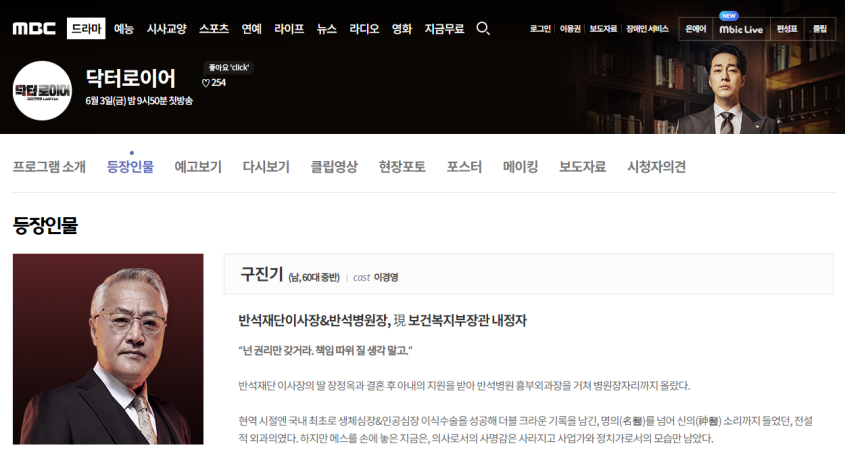 MBC 드라마 예능 시사교양 스포츠 연예 라이프 뉴스 라디오 영화 지금무료 로그인 이용권 보도자료 장애인 서비스 온에어 NEW Mbic Live 편성표 클립
닥터로이어 DOCTOR LAWYER
닥터로이어
좋아요 'click'
♡ 254
6월 3일(금) 밤 9시50분 첫방송
프로그램 소개 등장인물 예고보기 다시보기 클립영상 현장포토 포스터 메이킹 보도자료 시청자의견
등장인물
구진기 (남, 60대 중반) | cast 이경영
반석재단이사장&반석병원장, 現 보건복지부장관 내정자
“넌 권리만 갖거라. 책임 따위 질 생각 말고.”
반석재단 이사장의 딸 장정옥과 결혼 후 아내의 지원을 받아 반석병원 흉부외과장을 거쳐 병원장자리까지 올랐다.
현역 시절엔 국내 최초로 생체심장&인공심장 이식수술을 성공해 더블 크라운 기록을 남긴, 명의(名醫)를 넘어 신의(神醫) 소리까지 들었던, 전설
적 외과의였다. 하지만 메스를 손에 놓은 지금은, 의사로서의 사명감은 사라지고 사업가와 정치가로서의 모습만 남았다.